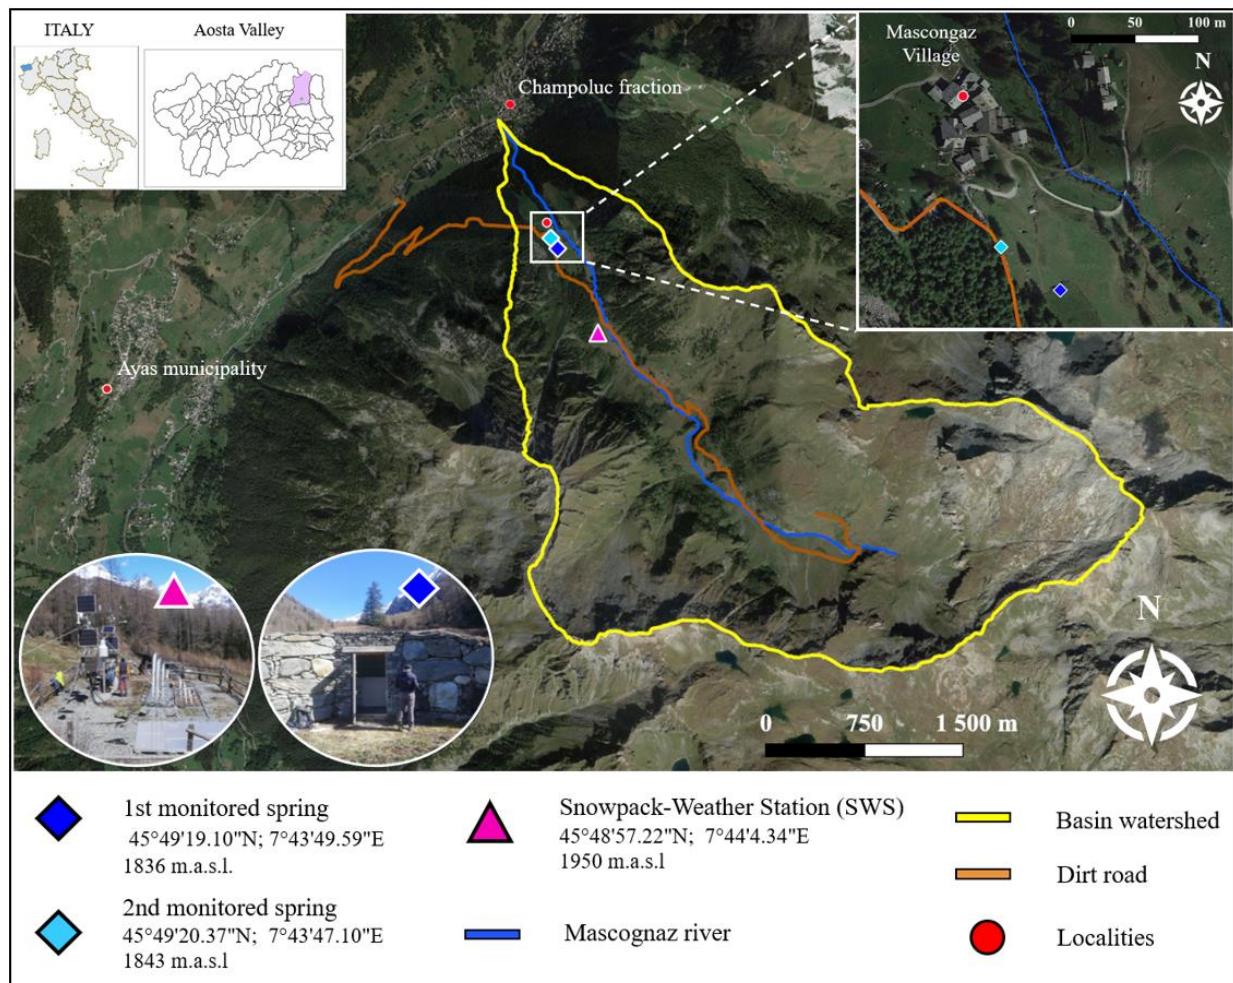 ITALY
Aosta Valley
Champoluc fraction
Mascongaz
Village
0 50 100 m
N
Ayas municipality
N
0 750 1 500 m
1st monitored spring
45°49'19.10"N; 7°43'49.59"E
1836 m.a.s.l.
2nd monitored spring
45°49'20.37"N; 7°43'47.10"E
1843 m.a.s.l
Snowpack-Weather Station (SWS)
45°48'57.22"N; 7°44'4.34"E
1950 m.a.s.l
Mascognaz river
Basin watershed
Dirt road
Localities